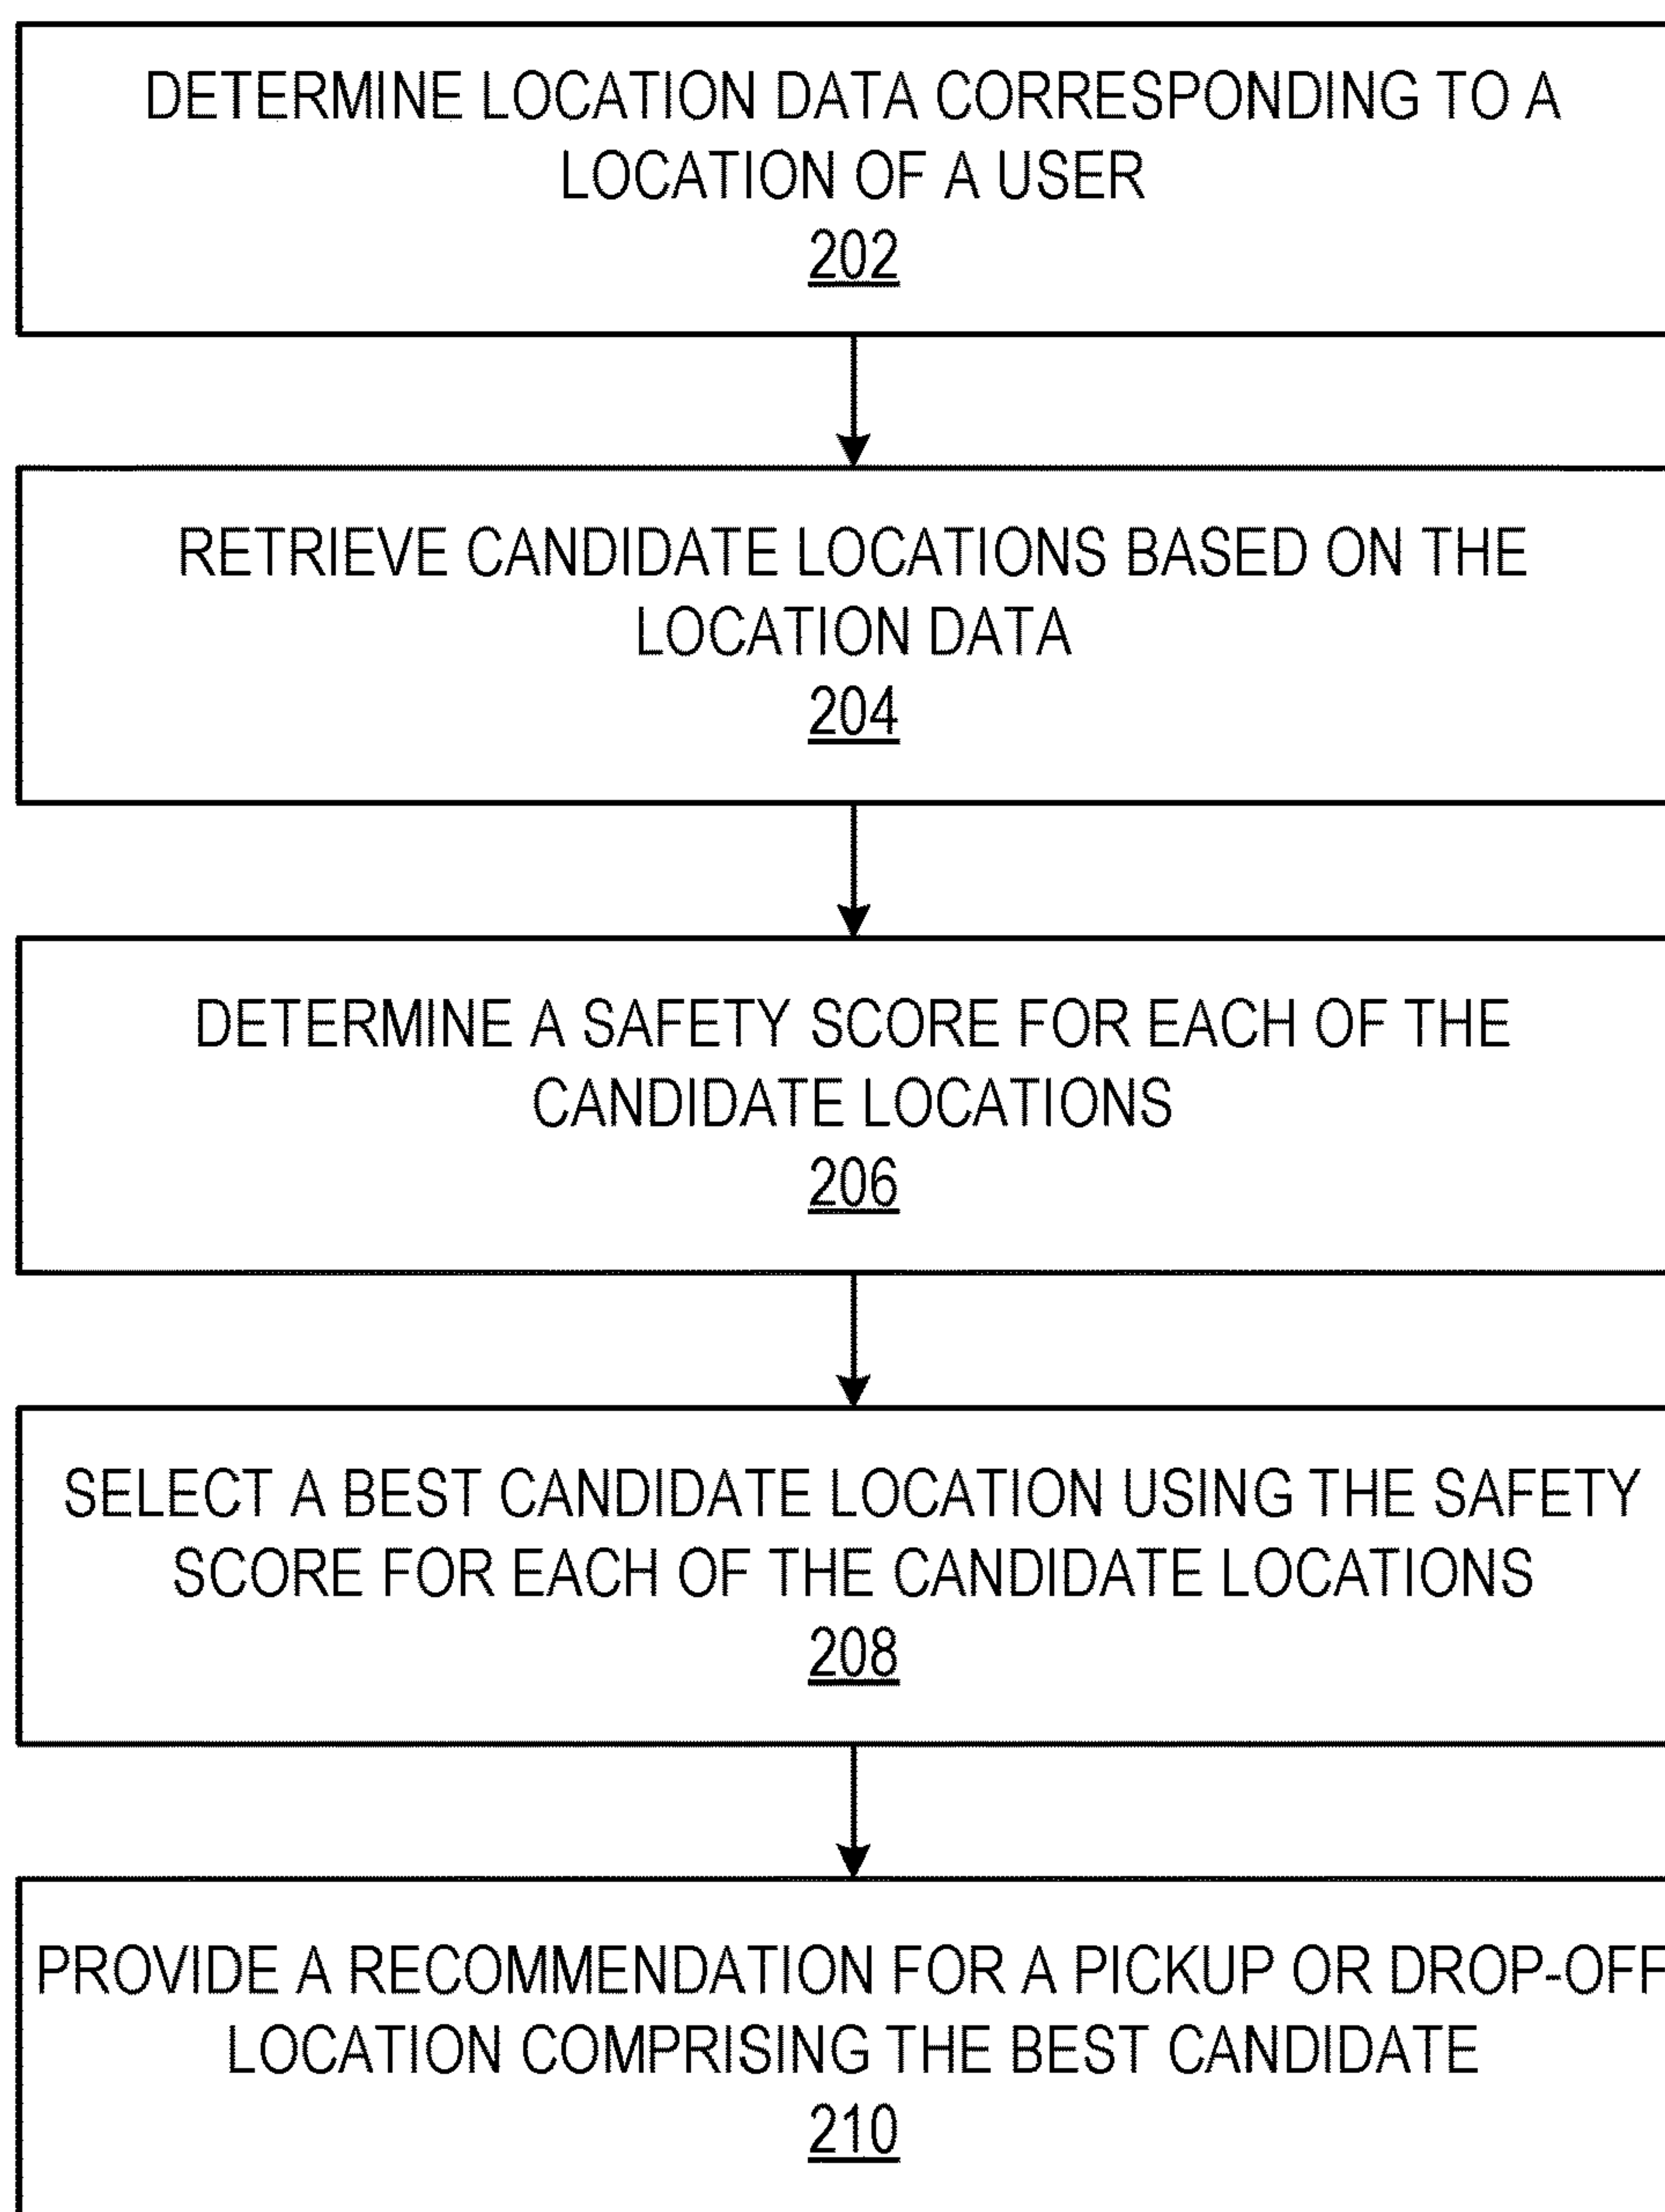 DETERMINE LOCATION DATA CORRESPONDING TO A
LOCATION OF A USER
202
RETRIEVE CANDIDATE LOCATIONS BASED ON THE
LOCATION DATA
204
DETERMINE A SAFETY SCORE FOR EACH OF THE
CANDIDATE LOCATIONS
206
SELECT A BEST CANDIDATE LOCATION USING THE SAFETY
SCORE FOR EACH OF THE CANDIDATE LOCATIONS
208
PROVIDE A RECOMMENDATION FOR A PICKUP OR DROP-OFF
LOCATION COMPRISING THE BEST CANDIDATE
210